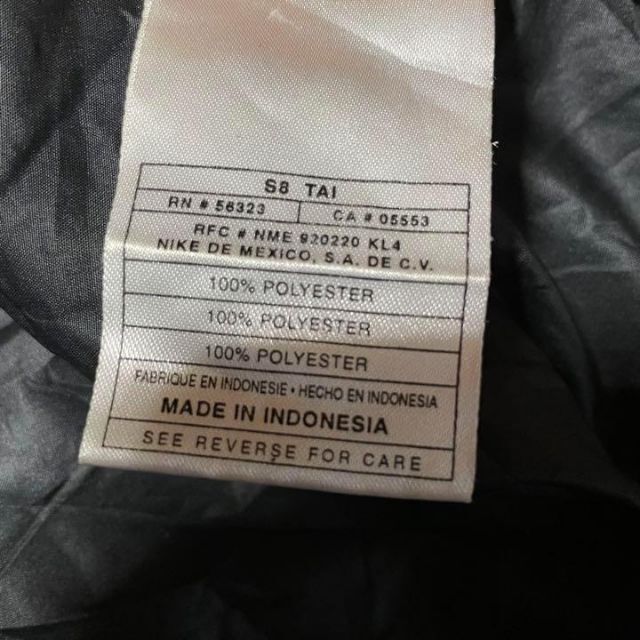 S8 TAI
RN # 56323 CA # 05553
RFC # NME 920220 KL4
NIKE DE MEXICO, S.A. DE C.V.
100% POLYESTER
100% POLYESTER
100% POLYESTER
FABRIQUE EN INDONESIE • HECHO EN INDONESIA
MADE IN INDONESIA
SEE REVERSE FOR CARE